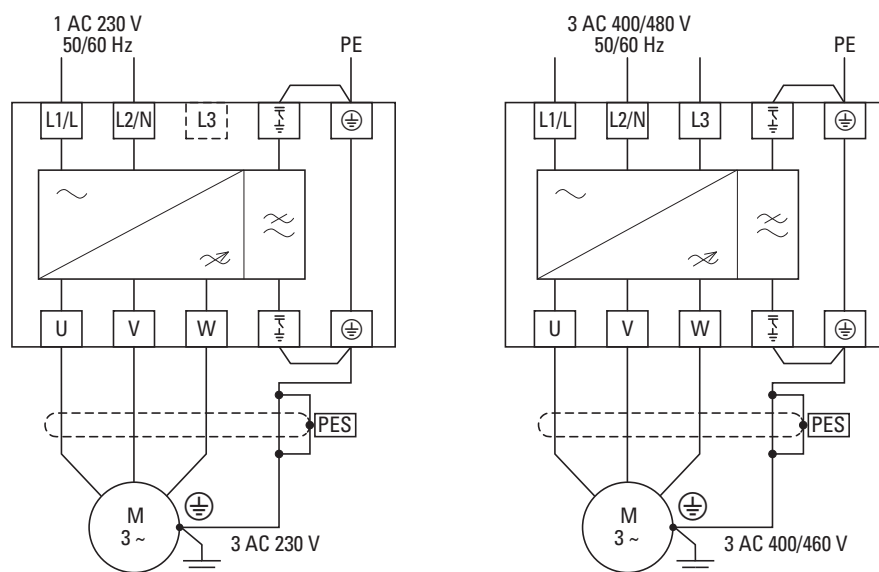 1 AC 230 V
50/60 Hz
PE
L1/L
L2/N
L3
U
V
W
PES
M
3 ~
3 AC 230 V
3 AC 400/480 V
50/60 Hz
PE
L1/L
L2/N
L3
U
V
W
PES
M
3 ~
3 AC 400/460 V